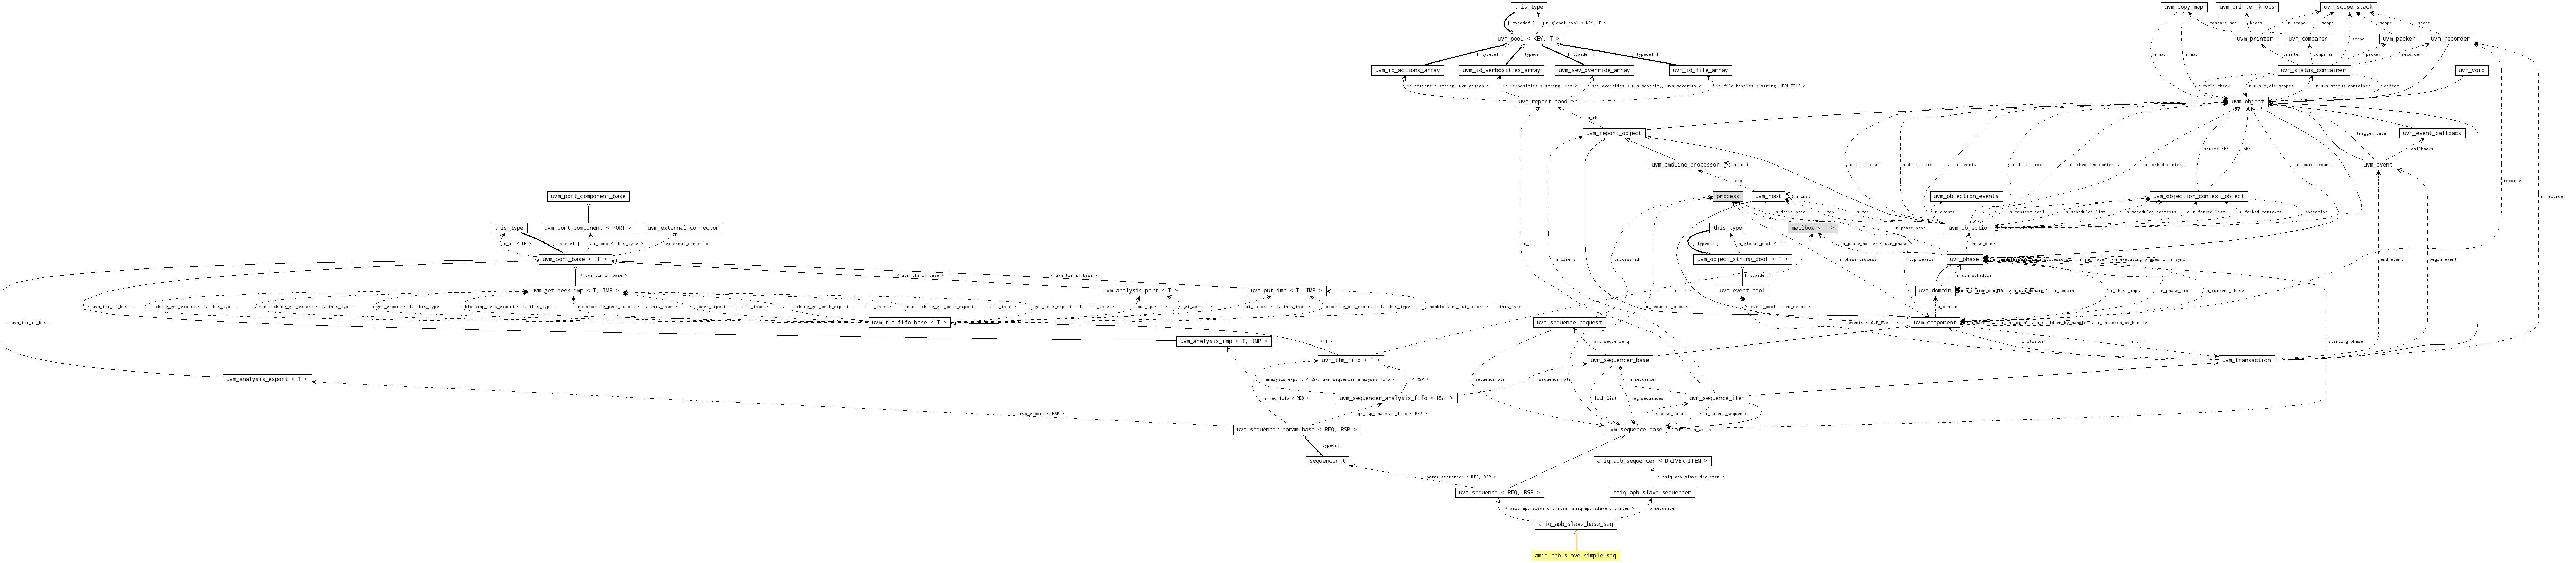 this_type
uvm_copy_map
uvm_printer_knobs
uvm_scope_stack
[ typedef ]
m_global_pool < KEY, T >
compare_map
knobs
m_scope
scope
scope
scope
uvm_pool < KEY, T >
uvm_printer
uvm_comparer
uvm_packer
uvm_recorder
[ typedef ]
[ typedef ]
[ typedef ]
[ typedef ]
m_map
m_map
printer
comparer
packer
recorder
uvm_id_actions_array
uvm_id_verbosities_array
uvm_sev_override_array
uvm_id_file_array
uvm_status_container
uvm_void
id_actions < string, uvm_action >
id_verbosities < string, int >
sev_overrides < uvm_severity, uvm_severity >
id_file_handles < string, UVM_FILE >
cycle_check
m_uvm_cycle_scopes
__m_uvm_status_container
object
uvm_report_handler
uvm_object
m_rh
uvm_report_object
trigger_data
uvm_event_callback
m_total_count
m_drain_time
m_events
m_drain_proc
m_scheduled_contexts
m_forked_contexts
source_obj
obj
m_source_count
callbacks
uvm_cmdline_processor
m_inst
uvm_event
clp
recorder
m_recorder
uvm_port_component_base
process
uvm_root
m_inst
uvm_objection_events
uvm_objection_context_object
m_drain_proc
top
m_top
m_events
m_context_pool
m_scheduled_list
m_scheduled_contexts
m_forked_list
m_forked_contexts
objection
this_type
uvm_port_component < PORT >
uvm_external_connector
this_type
mailbox < T >
m_phase_proc
uvm_objection
m_if < IF >
[ typedef ]
m_comp < this_type >
external_connector
m_rh
m_client
process_id
[ typedef ]
m_global_pool < T >
m_phase_hopper < uvm_phase >
phase_done
uvm_port_base < IF >
uvm_object_string_pool < T >
uvm_phase
m_sync
< uvm_tlm_if_base >
< uvm_tlm_if_base >
< uvm_tlm_if_base >
[ typedef ]
m_phase_process
top_levels
m_uvm_schedule
m_phase_imps
m_phase_imps
m_current_phase
end_event
begin_event
uvm_get_peek_imp < T, IMP >
uvm_analysis_port < T >
uvm_put_imp < T, IMP >
uvm_event_pool
uvm_domain
m_domains
< uvm_tlm_if_base >
blocking_get_export < T, this_type >
nonblocking_get_export < T, this_type >
get_export < T, this_type >
blocking_peek_export < T, this_type >
nonblocking_peek_export < T, this_type >
peek_export < T, this_type >
blocking_get_peek_export < T, this_type >
nonblocking_get_peek_export < T, this_type >
get_peek_export < T, this_type >
put_ap < T >
get_ap < T >
put_export < T, this_type >
blocking_put_export < T, this_type >
nonblocking_put_export < T, this_type >
m < T >
m_sequence_process
event_pool < uvm_event >
m_domain
< uvm_tlm_if_base >
uvm_tlm_fifo_base < T >
uvm_sequence_request
uvm_component
m_children_by_handle
uvm_analysis_imp < T, IMP >
< T >
arb_sequence_q
initiator
m_tr_h
starting_phase
uvm_tlm_fifo < T >
uvm_sequencer_base
uvm_transaction
uvm_analysis_export < T >
analysis_export < RSP, uvm_sequencer_analysis_fifo >
< RSP >
sequence_ptr
sequencer_ptr
m_sequencer
m_req_fifo < REQ >
uvm_sequencer_analysis_fifo < RSP >
lock_list
reg_sequences
uvm_sequence_item
rsp_export < RSP >
sqr_rsp_analysis_fifo < RSP >
response_queue
m_parent_sequence
uvm_sequencer_param_base < REQ, RSP >
uvm_sequence_base
children_array
[ typedef ]
sequencer_t
amiq_apb_sequencer < DRIVER_ITEM >
param_sequencer < REQ, RSP >
< amiq_apb_slave_drv_item >
uvm_sequence < REQ, RSP >
amiq_apb_slave_sequencer
< amiq_apb_slave_drv_item, amiq_apb_slave_drv_item >
p_sequencer
amiq_apb_slave_base_seq
amiq_apb_slave_simple_seq